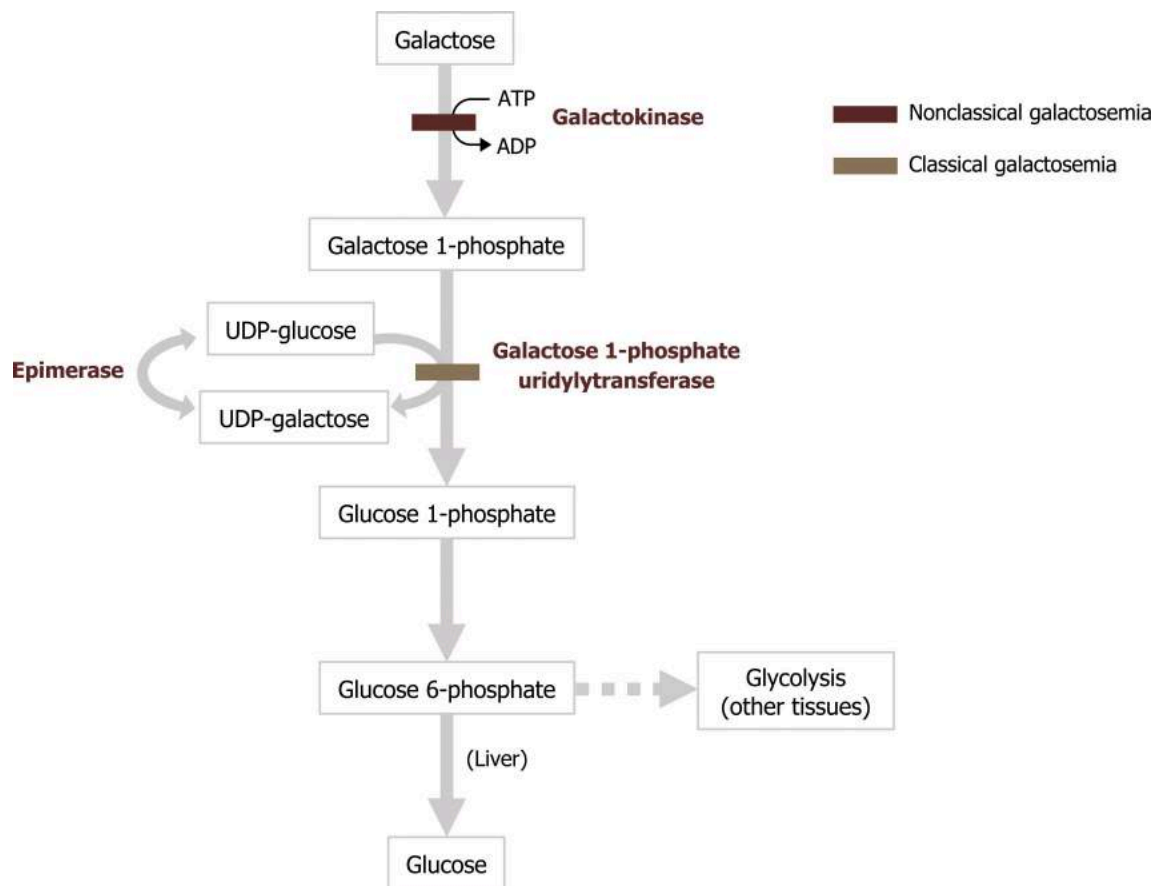 Galactose
ATP
Galactokinase
ADP
Nonclassical galactosemia
Classical galactosemia
Galactose 1-phosphate
UDP-glucose
Epimerase
Galactose 1-phosphate
uridylytransferase
UDP-galactose
Glucose 1-phosphate
Glucose 6-phosphate
Glycolysis
(other tissues)
(Liver)
Glucose